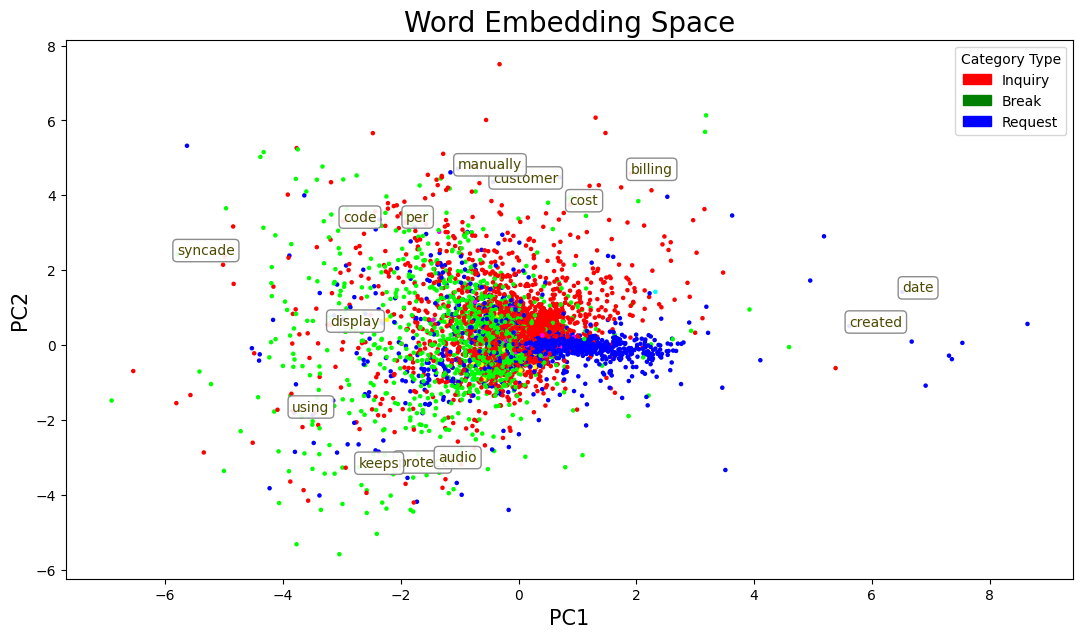 Word Embedding Space
Category Type
Inquiry
Break
Request
8
6
4
2
0
−2
−4
−6
PC2
manually
customer
billing
cost
code
per
syncade
date
display
created
using
keeps
audio
−6
−4
−2
0
2
4
6
8
PC1